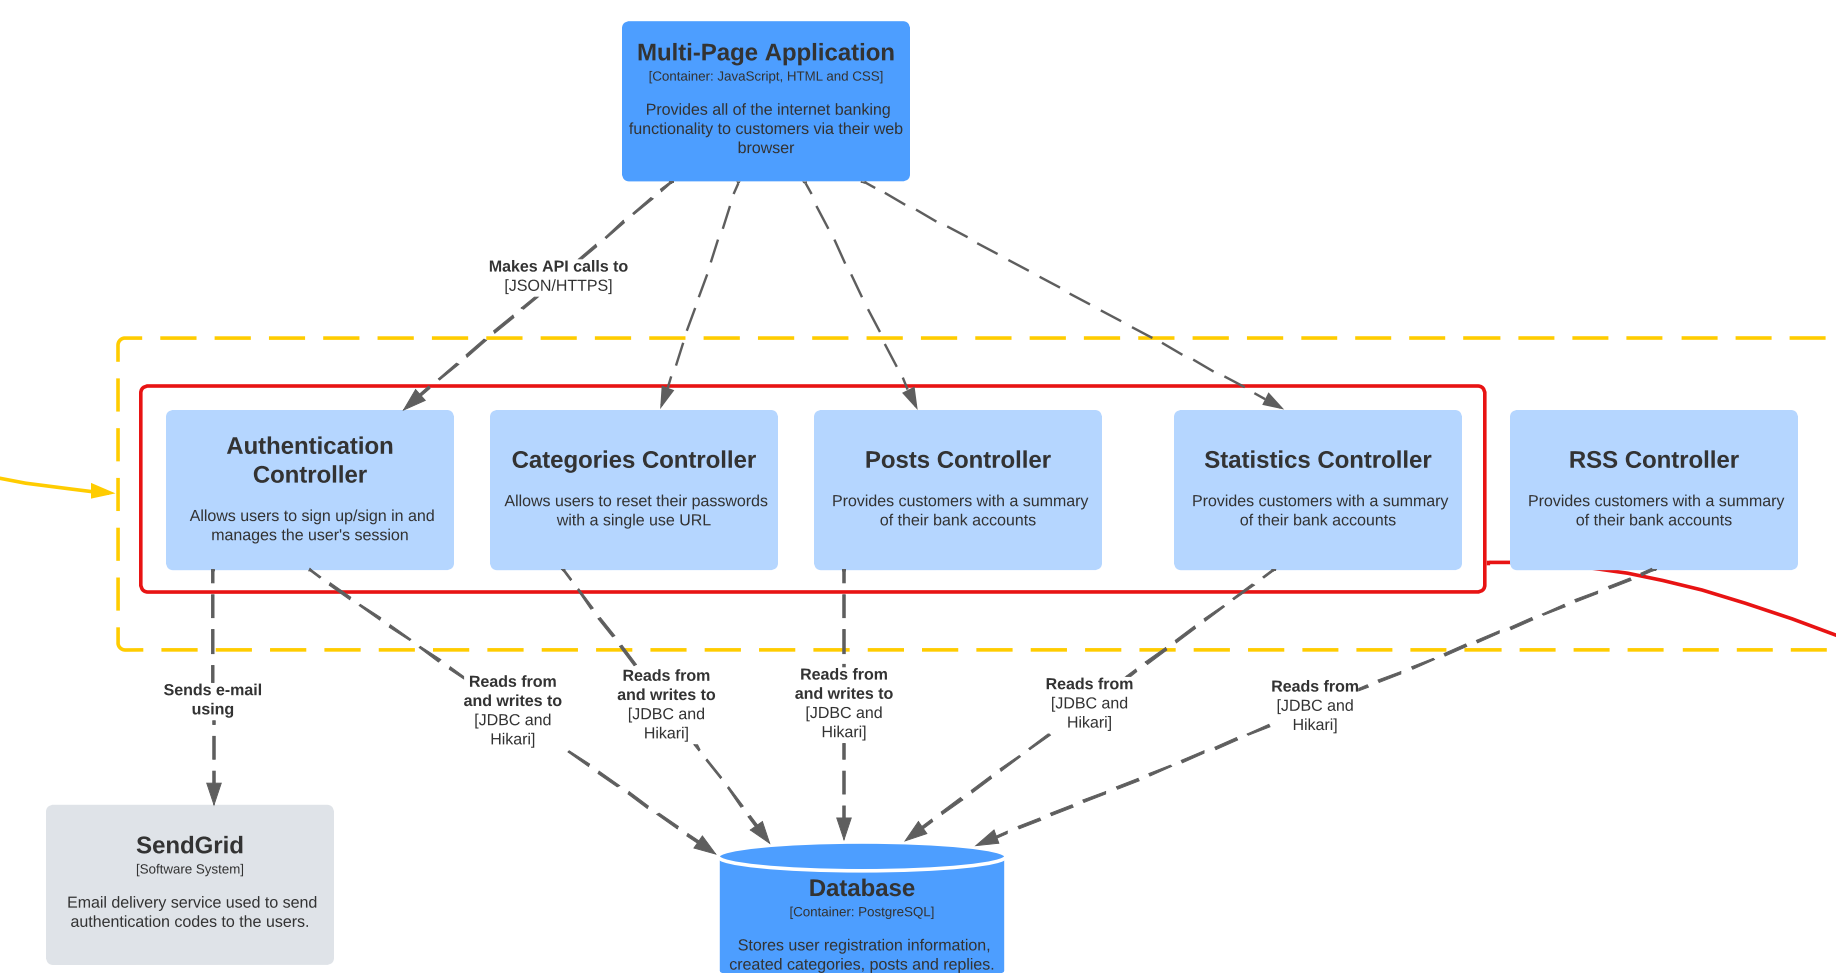 Multi-Page Application
[Container: JavaScript, HTML and CSS]
Provides all of the internet banking
functionality to customers via their web
browser
Makes API calls to
[JSON/HTTPS]
Authentication
Controller
Allows users to sign up/sign in and
manages the user's session
Categories Controller
Allows users to reset their passwords
with a single use URL
Posts Controller
Provides customers with a summary
of their bank accounts
Statistics Controller
Provides customers with a summary
of their bank accounts
RSS Controller
Provides customers with a summary
of their bank accounts
Sends e-mail
using
Reads from
and writes to
[JDBC and
Hikari]
Reads from
and writes to
[JDBC and
Hikari]
Reads from
and writes to
[JDBC and
Hikari]
Reads from
[JDBC and
Hikari]
Reads from
[JDBC and
Hikari]
SendGrid
[Software System]
Email delivery service used to send
authentication codes to the users.
Database
[Container: PostgreSQL]
Stores user registration information,
created categories, posts and replies.